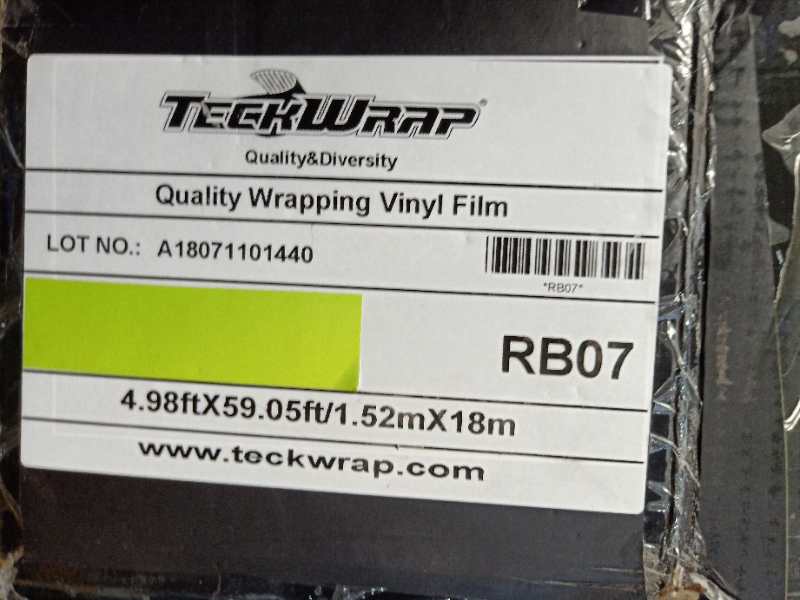 TECKWRAP®
Quality&Diversity
Quality Wrapping Vinyl Film
LOT NO.: A18071101440
*RB07*
RB07
4.98ftX59.05ft/1.52mX18m
www.teckwrap.com